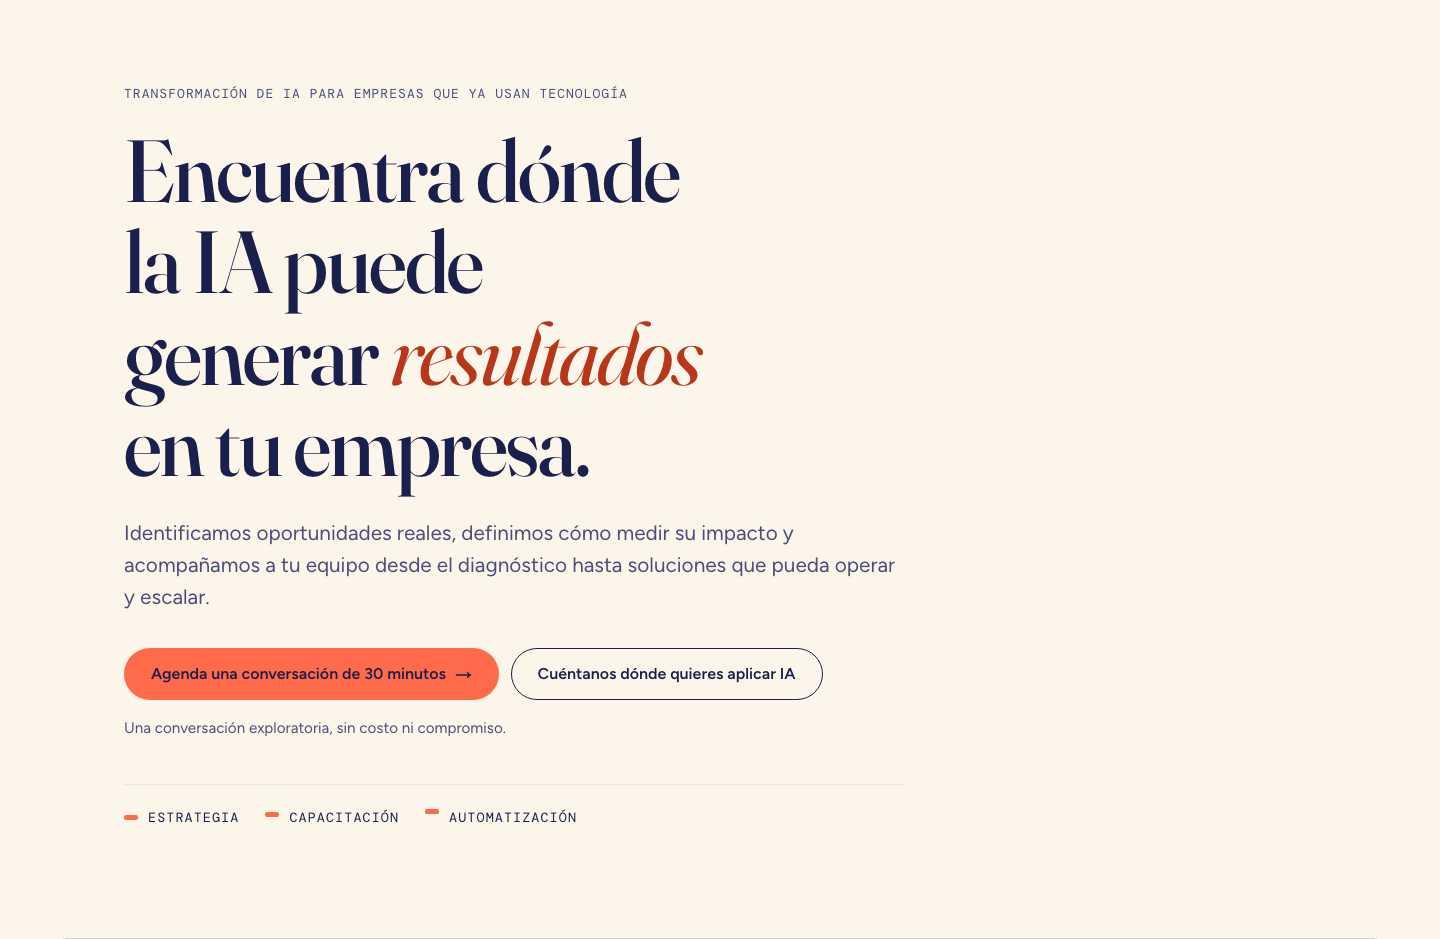 TRANSFORMACIÓN DE IA PARA EMPRESAS QUE YA USAN TECNOLOGÍA
Encuentra dónde
la IA puede
generar resultados
en tu empresa.
Identificamos oportunidades reales, definimos cómo medir su impacto y
acompañamos a tu equipo desde el diagnóstico hasta soluciones que pueda operar
y escalar.
Agenda una conversación de 30 minutos →
Cuéntanos dónde quieres aplicar IA
Una conversación exploratoria, sin costo ni compromiso.
ESTRATEGIA
CAPACITACIÓN
AUTOMATIZACIÓN